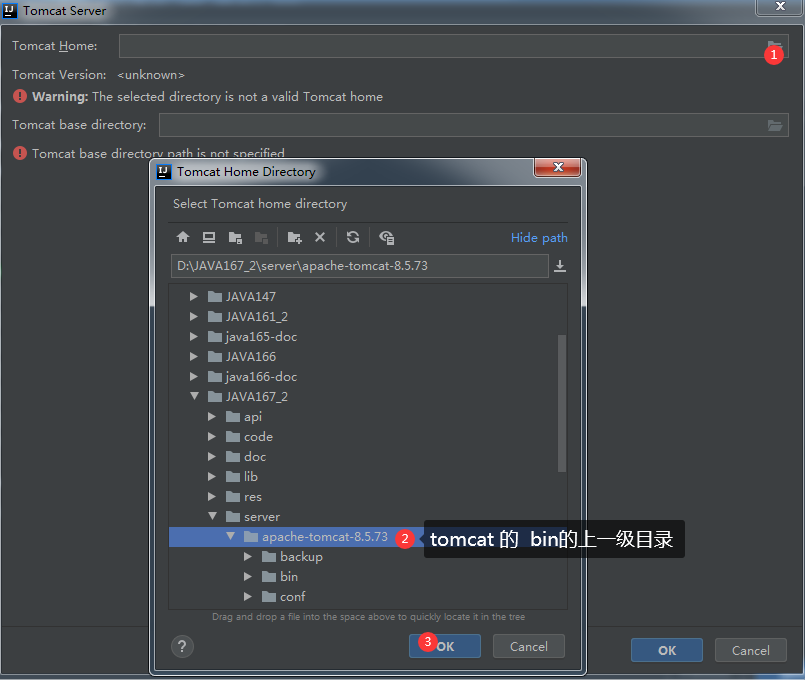 Tomcat Server
Tomcat Home:
1
Tomcat Version: <unknown>
Warning: The selected directory is not a valid Tomcat home
Tomcat base directory:
Tomcat base directory path is not specified
Tomcat Home Directory
Select Tomcat home directory
Hide path
D:\JAVA167_2\server\apache-tomcat-8.5.73
JAVA147
JAVA161_2
java165-doc
JAVA166
java166-doc
JAVA167_2
api
code
doc
lib
res
server
apache-tomcat-8.5.73 2 tomcat 的 bin的上一级目录
backup
bin
conf
Drag and drop a file into the space above to quickly locate it in the tree
? 3 OK Cancel
OK Cancel